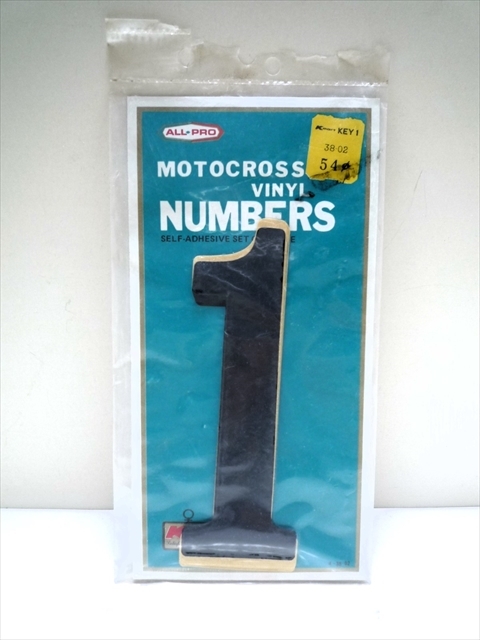 ALL-PRO
KEY 1
38-02
54¢
MOTOCROSS
VINYL
NUMBERS
SELF-ADHESIVE SET
1